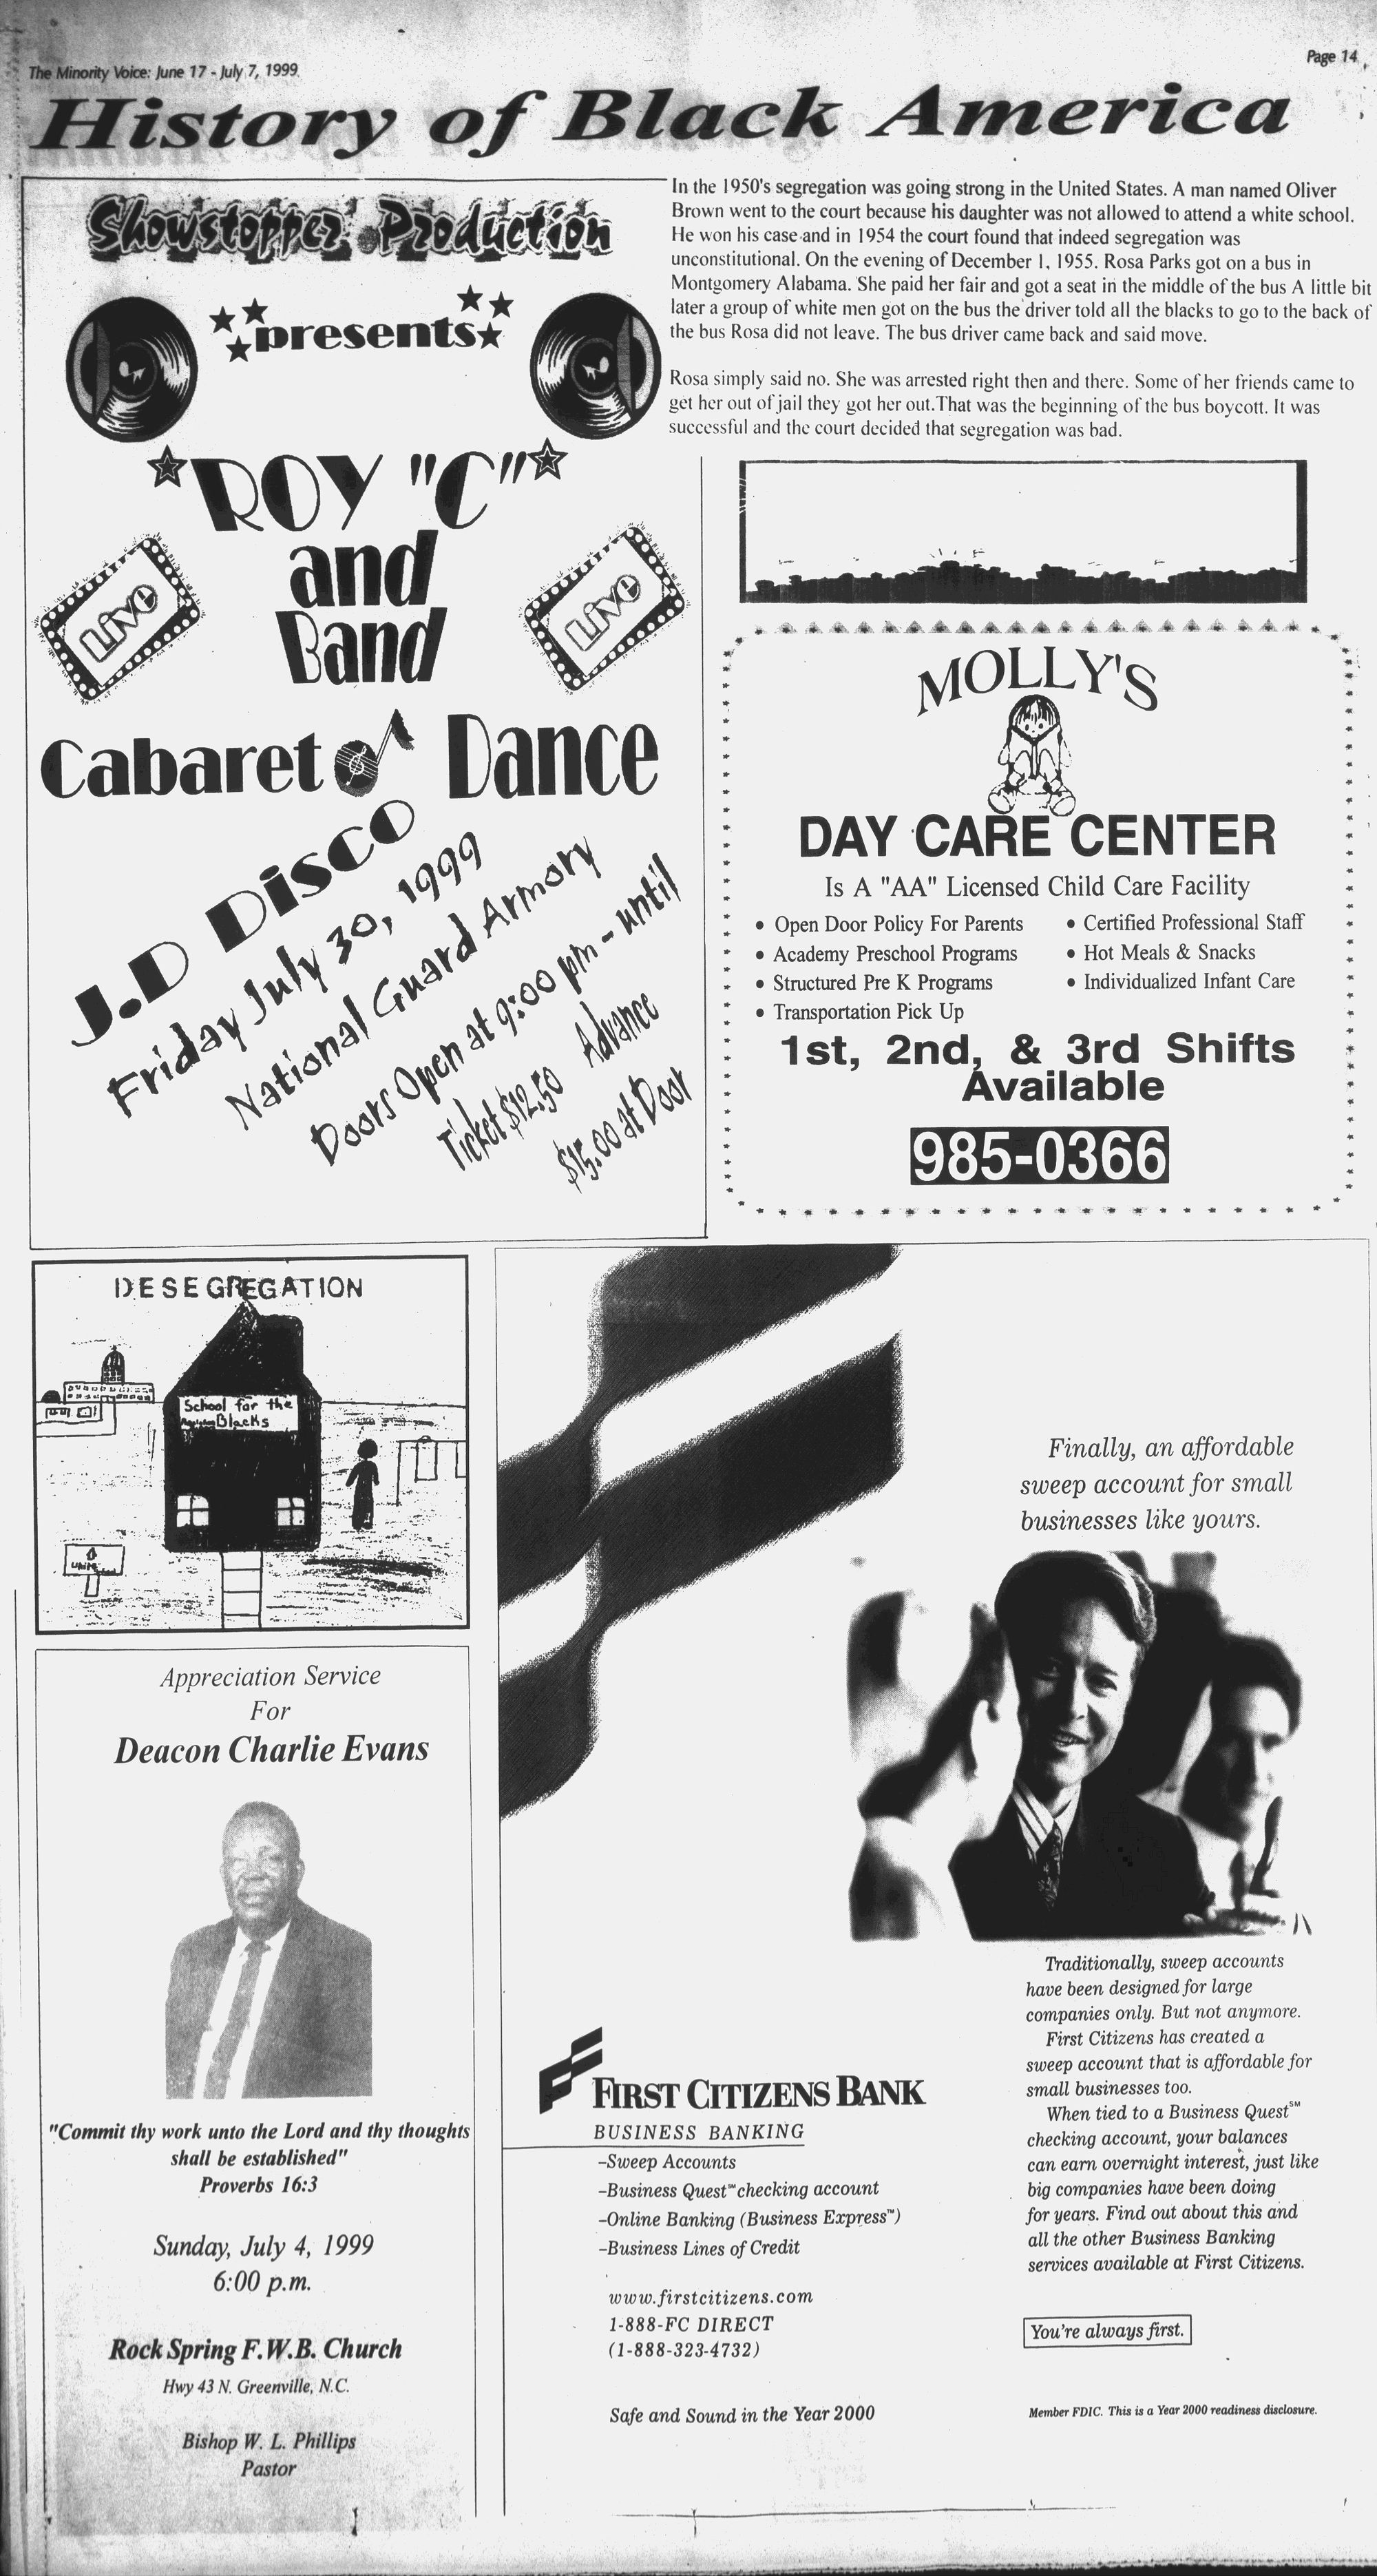 The Minority Voice: June 17 - July 7, 1999
Page 14
History of Black America
Showstopper Production
presents
ROY "C"
and
Band
Live
Live
Cabaret Dance
J.D Disco
Friday July 30, 1999
National Guard Armory
Doors Open at 9:00 pm - until
Ticket $12.50 Advance
$15.00 at Door
In the 1950's segregation was going strong in the United States. A man named Oliver
Brown went to the court because his daughter was not allowed to attend a white school.
He won his case and in 1954 the court found that indeed segregation was
unconstitutional. On the evening of December 1, 1955. Rosa Parks got on a bus in
Montgomery Alabama. She paid her fair and got a seat in the middle of the bus A little bit
later a group of white men got on the bus the driver told all the blacks to go to the back of
the bus Rosa did not leave. The bus driver came back and said move.
Rosa simply said no. She was arrested right then and there. Some of her friends came to
get her out of jail they got her out.That was the beginning of the bus boycott. It was
successful and the court decided that segregation was bad.
MOLLY'S
DAY CARE CENTER
Is A "AA" Licensed Child Care Facility
• Open Door Policy For Parents
• Academy Preschool Programs
• Structured Pre K Programs
• Transportation Pick Up
• Certified Professional Staff
• Hot Meals & Snacks
• Individualized Infant Care
1st, 2nd, & 3rd Shifts
Available
985-0366
DESEGREGATION
School for the
Blacks
Appreciation Service
For
Deacon Charlie Evans
"Commit thy work unto the Lord and thy thoughts
shall be established"
Proverbs 16:3
Sunday, July 4, 1999
6:00 p.m.
Rock Spring F.W.B. Church
Hwy 43 N. Greenville, N.C.
Bishop W. L. Phillips
Pastor
Finally, an affordable
sweep account for small
businesses like yours.
Traditionally, sweep accounts
have been designed for large
companies only. But not anymore.
First Citizens has created a
sweep account that is affordable for
small businesses too.
When tied to a Business Quest℠
checking account, your balances
can earn overnight interest, just like
big companies have been doing
for years. Find out about this and
all the other Business Banking
services available at First Citizens.
You're always first.
Member FDIC. This is a Year 2000 readiness disclosure.
FIRST CITIZENS BANK
BUSINESS BANKING
–Sweep Accounts
–Business Quest℠ checking account
–Online Banking (Business Express™)
–Business Lines of Credit
www.firstcitizens.com
1-888-FC DIRECT
(1-888-323-4732)
Safe and Sound in the Year 2000